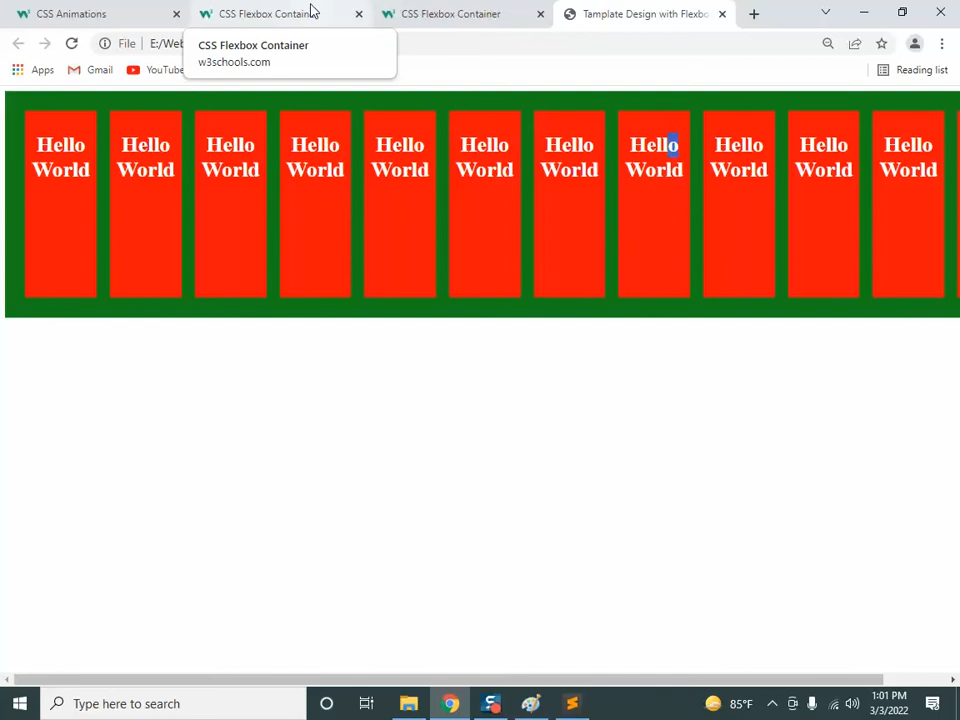 CSS Animations
CSS Flexbox Contain
CSS Flexbox Container
Tamplate Design with Flexbo
File
E:/Web
CSS Flexbox Container
w3schools.com
Apps
Gmail
YouTube
Reading list
Hello Hello Hello Hello Hello Hello Hello Hello Hello Hello Hello
World World World World World World World World World World World
Type here to search
85°F
1:01 PM
3/3/2022